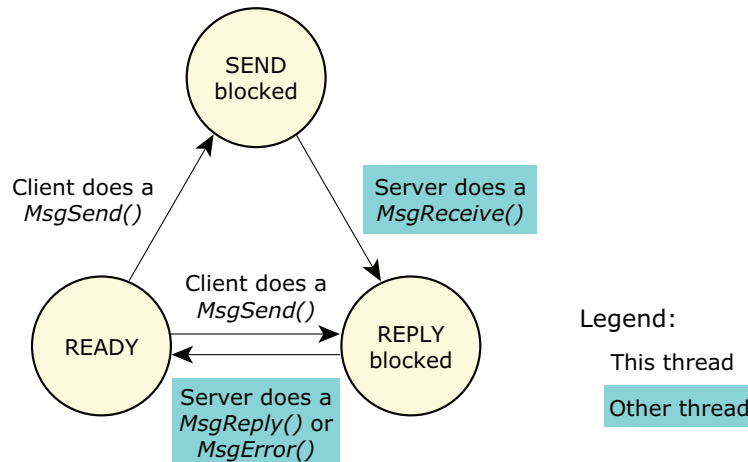 SEND
blocked
Client does a
MsgSend()
Server does a
MsgReceive()
Client does a
MsgSend()
READY
REPLY
blocked
Server does a
MsgReply() or
MsgError()
Legend:
This thread
Other thread